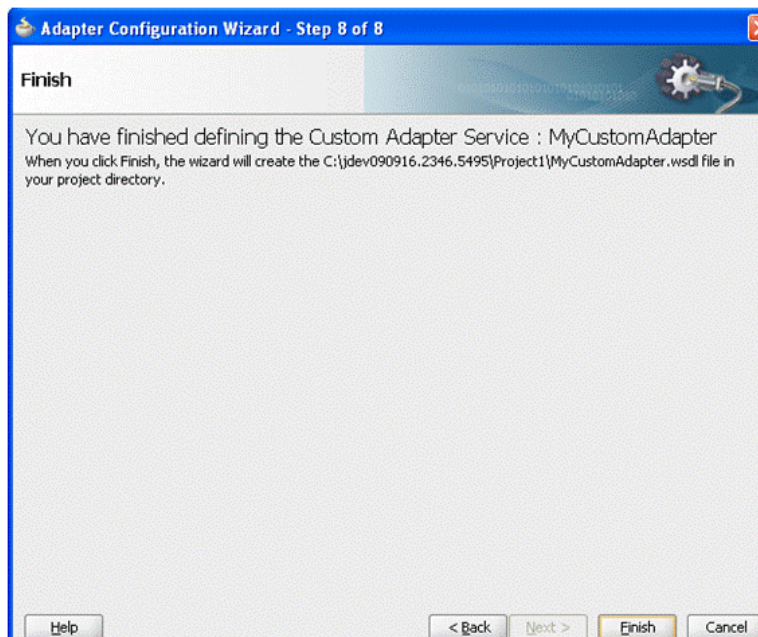 Adapter Configuration Wizard - Step 8 of 8
Finish
You have finished defining the Custom Adapter Service : MyCustomAdapter
When you click Finish, the wizard will create the C:\jdev090916.2346.5495\Project1\MyCustomAdapter.wsdl file in
your project directory.
Help
< Back
Next >
Finish
Cancel